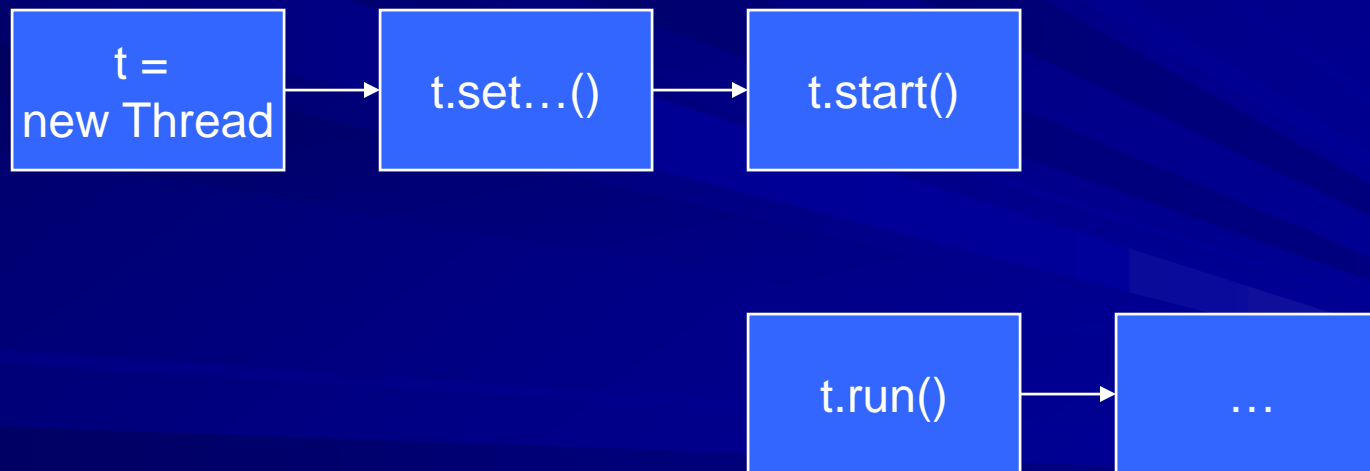 t =
new Thread
t.set…()
t.start()
t.run()
…